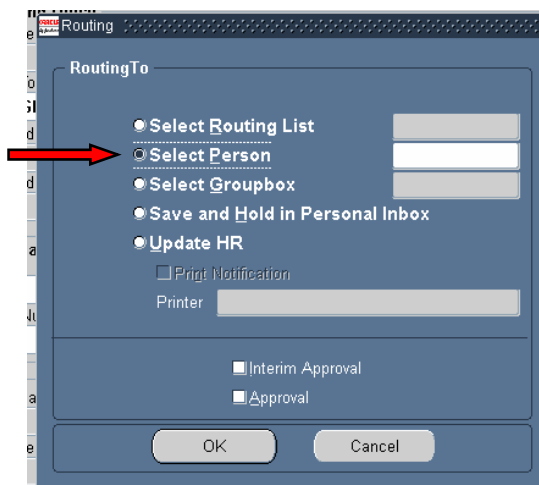 Routing
RoutingTo
Select Routing List
Select Person
Select Groupbox
Save and Hold in Personal Inbox
Update HR
Print Notification
Printer
Interim Approval
Approval
OK Cancel